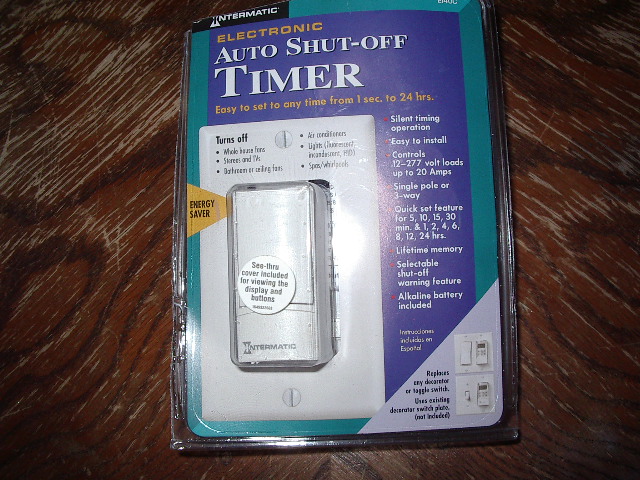 INTERMATIC
EI40C
ELECTRONIC
AUTO SHUT-OFF
TIMER
Easy to set to any time from 1 sec. to 24 hrs.
Turns off
• Whole house fans
• Stereos and TVs
• Bathroom or ceiling fans
• Air conditioners
• Lights (fluorescent,
incandescent, HID)
• Spas/whirlpools
• Silent timing
operation
• Easy to install
• Controls
12–277 volt loads
up to 20 Amps
• Single pole or
3-way
• Quick set feature
for 5, 10, 15, 30
min. & 1, 2, 4, 6,
8, 12, 24 hrs.
• Lifetime memory
• Selectable
shut-off
warning feature
• Alkaline battery
included
ENERGY
SAVER
See-thru
cover included
for viewing the
display and
buttons
INTERMATIC
Instrucciones
incluidas en
Español
Replaces
any decorator
or toggle switch.
Uses existing
decorator switch plate,
(not Included)